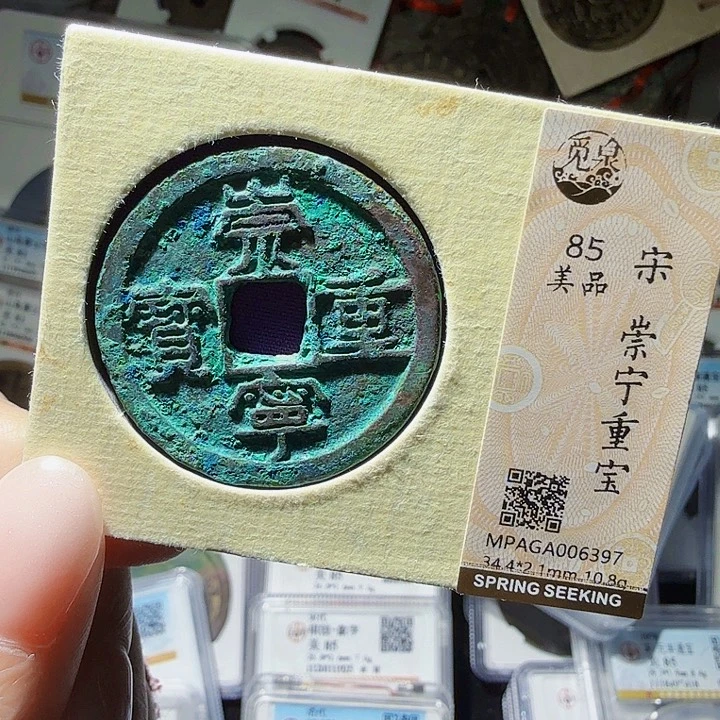 崇
重
寶
寧
觅泉
85
美品
宋
崇宁重宝
MPAGA006397
34.4*2.1mm 10.8g
SPRING SEEKING